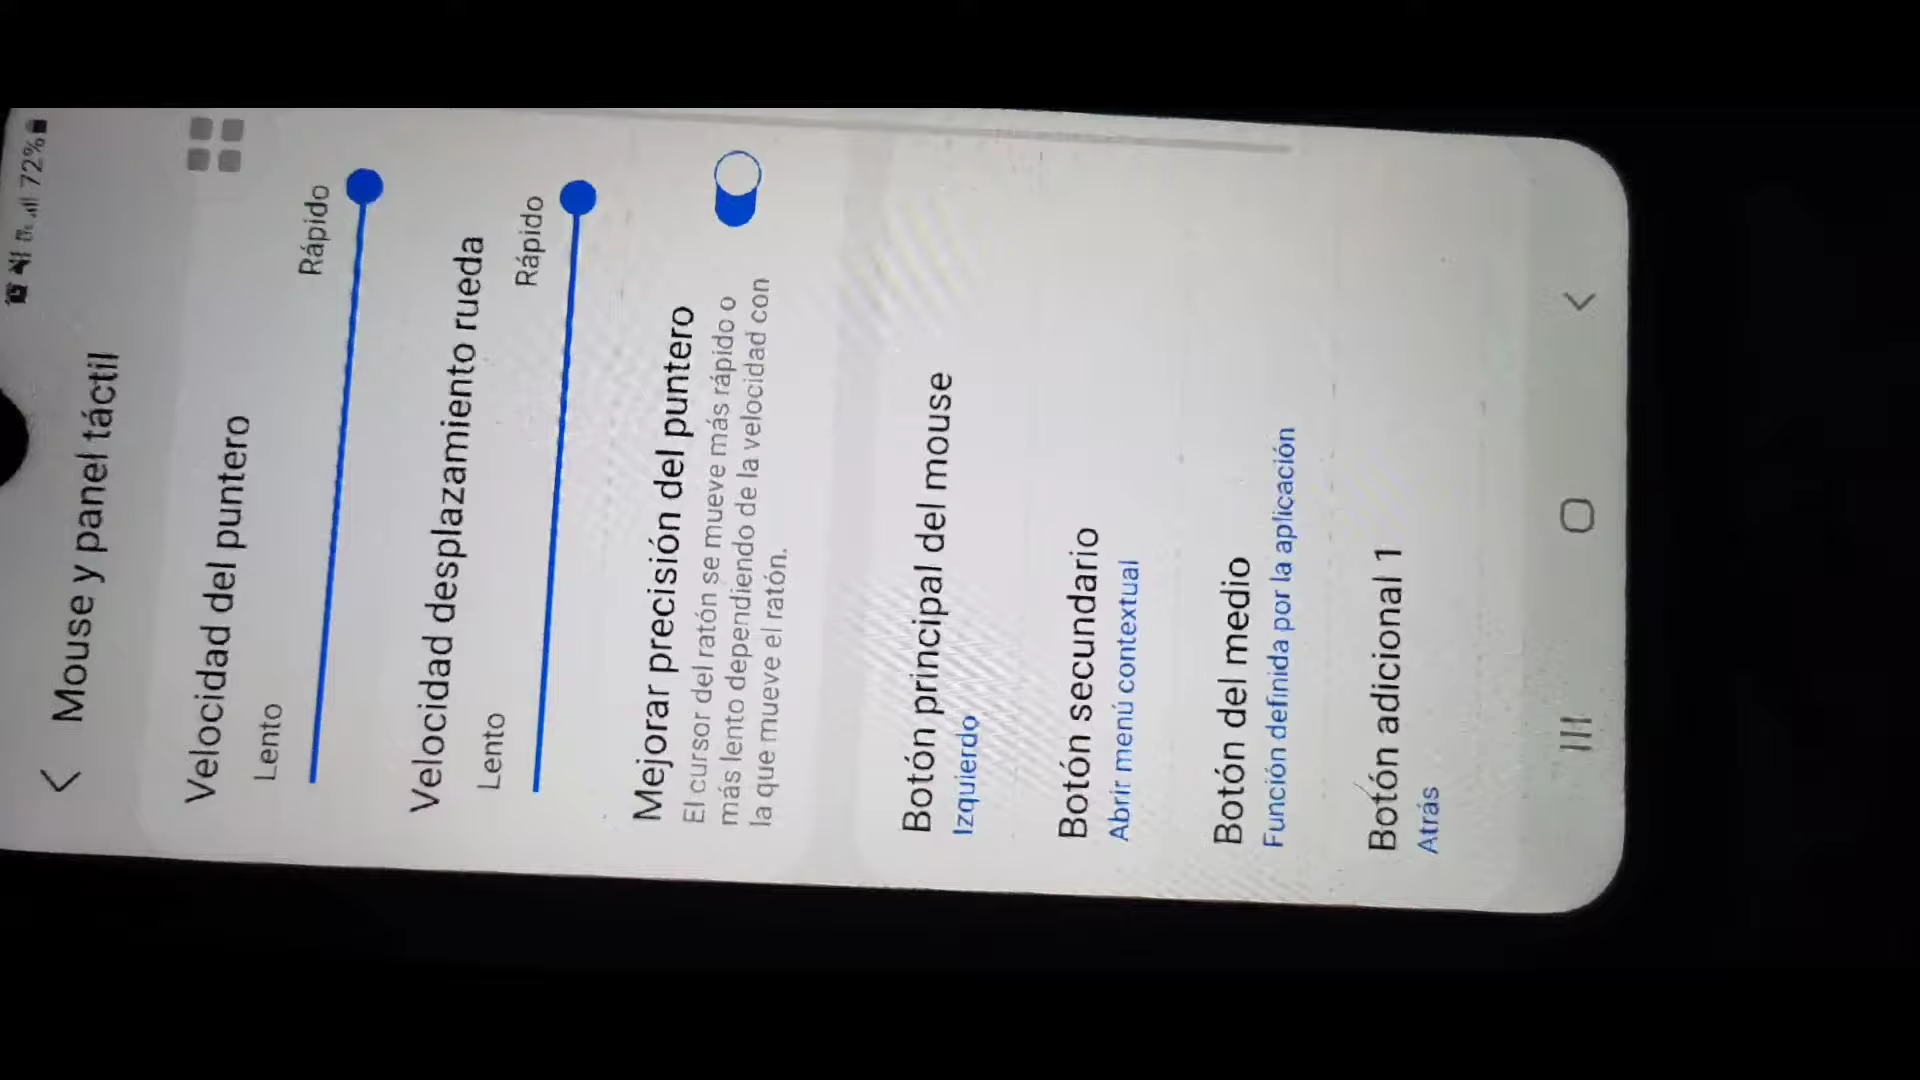 72%
Mouse y panel táctil
Velocidad del puntero
Lento Rápido
Velocidad desplazamiento rueda
Lento Rápido
Mejorar precisión del puntero
El cursor del ratón se mueve más rápido o
más lento dependiendo de la velocidad con
la que mueve el ratón.
Botón principal del mouse
Izquierdo
Botón secundario
Abrir menú contextual
Botón del medio
Función definida por la aplicación
Botón adicional 1
Atrás